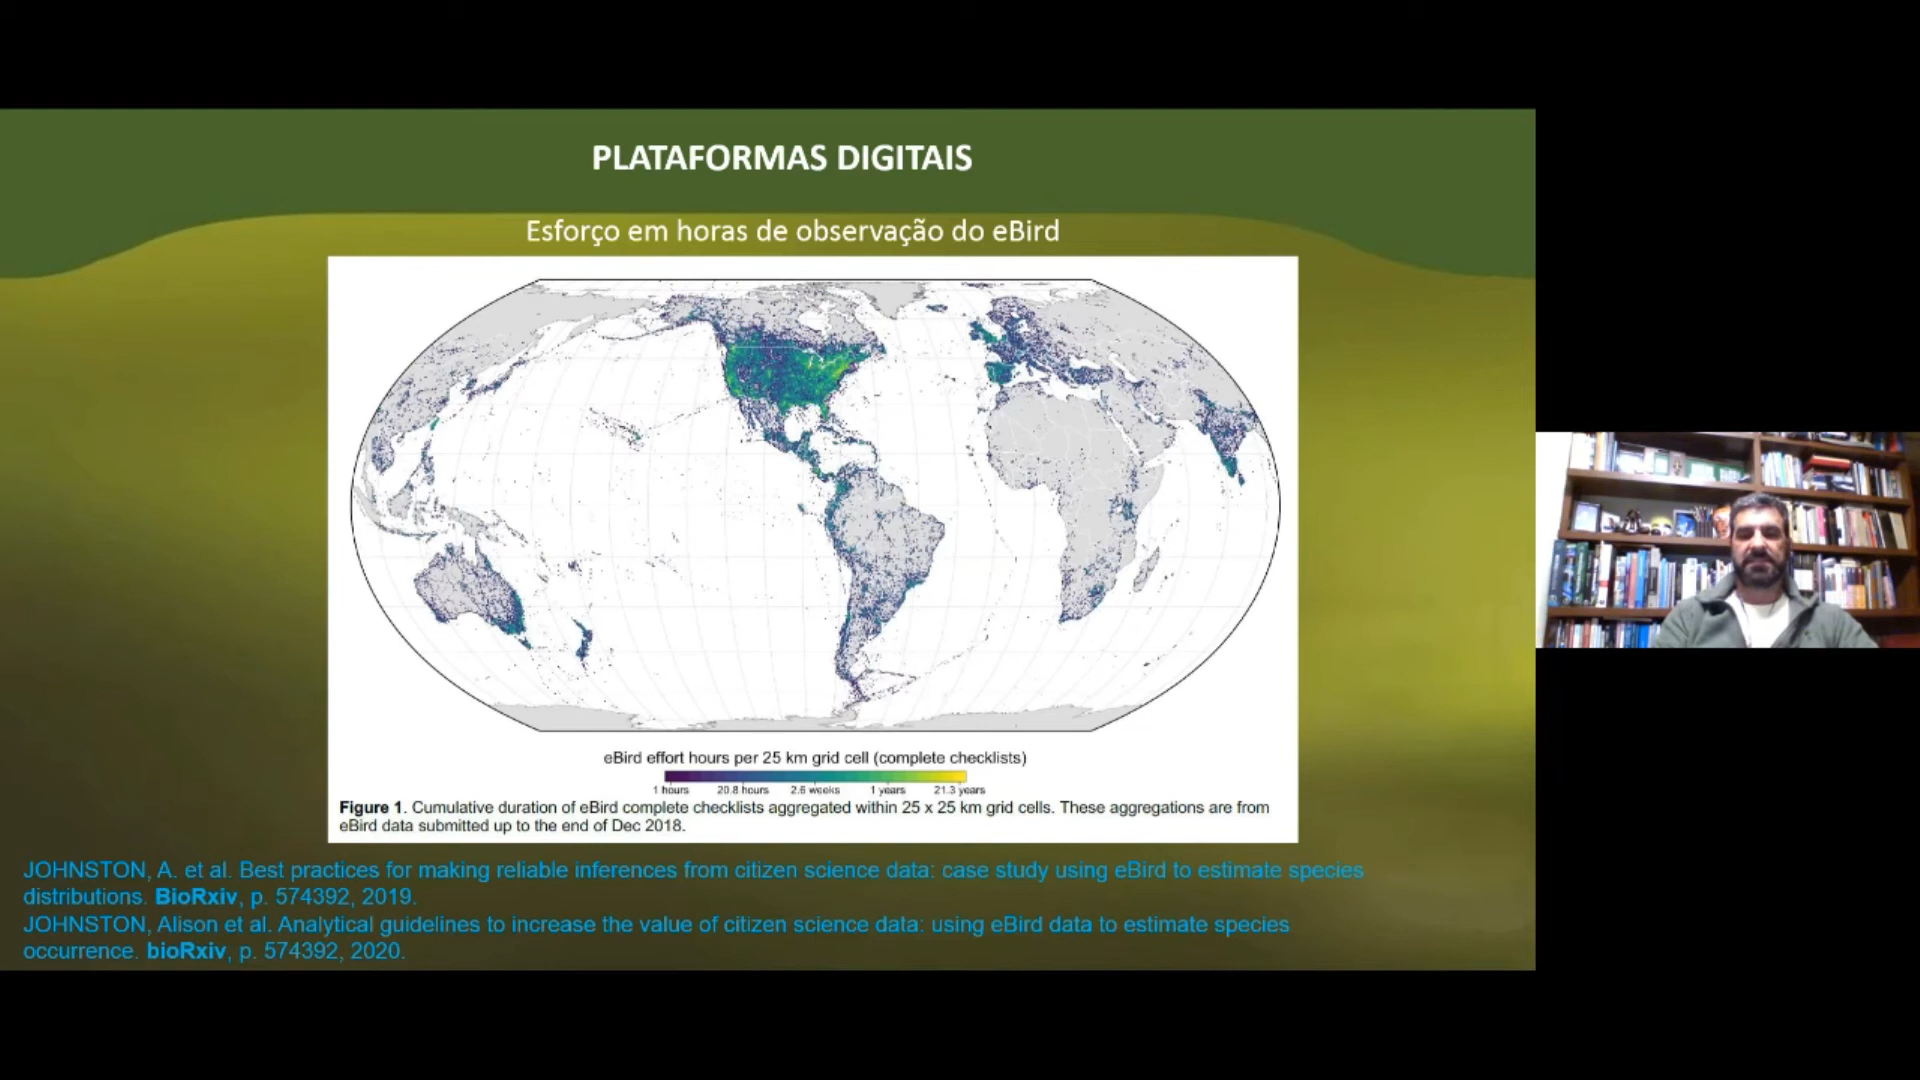 PLATAFORMAS DIGITAIS
Esforço em horas de observação do eBird
eBird effort hours per 25 km grid cell (complete checklists)
1 hours 20.8 hours 2.6 weeks 1 years 21.3 years
Figure 1. Cumulative duration of eBird complete checklists aggregated within 25 x 25 km grid cells. These aggregations are from
eBird data submitted up to the end of Dec 2018.
JOHNSTON, A. et al. Best practices for making reliable inferences from citizen science data: case study using eBird to estimate species
distributions. BioRxiv, p. 574392, 2019.
JOHNSTON, Alison et al. Analytical guidelines to increase the value of citizen science data: using eBird data to estimate species
occurrence. bioRxiv, p. 574392, 2020.